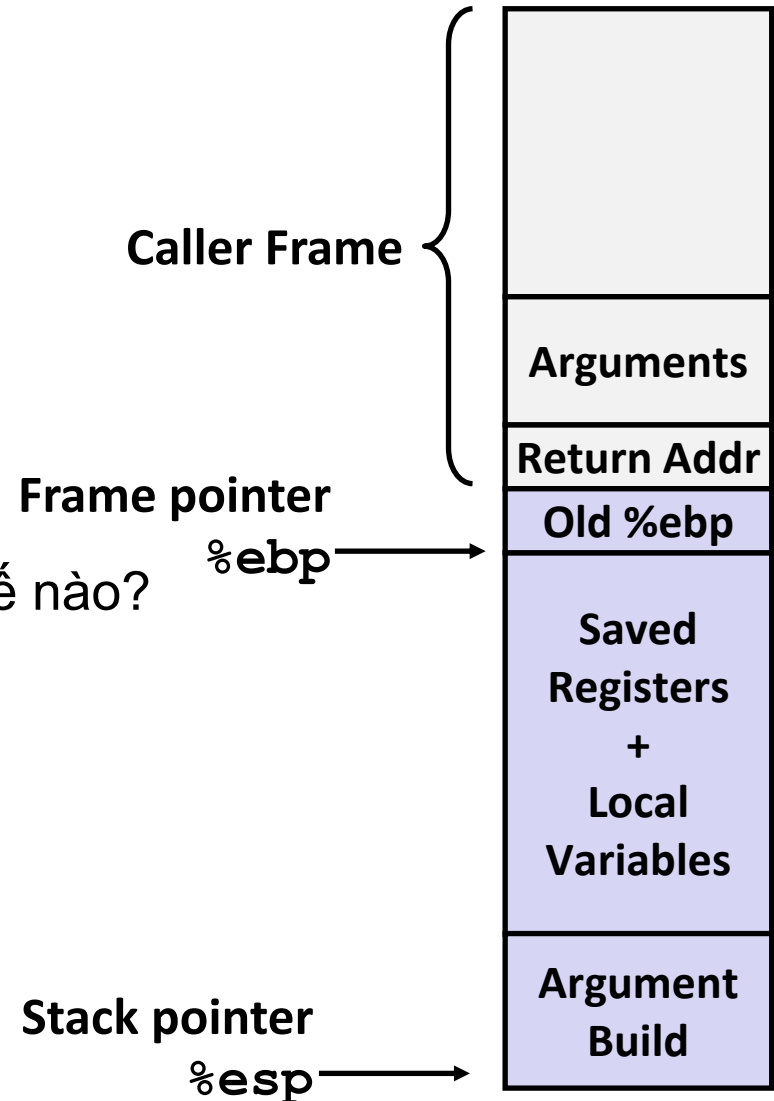 Caller Frame
Arguments
Return Addr
Frame pointer
%ebp
Old %ebp
ế nào?
Saved
Registers
+
Local
Variables
Argument
Build
Stack pointer
%esp